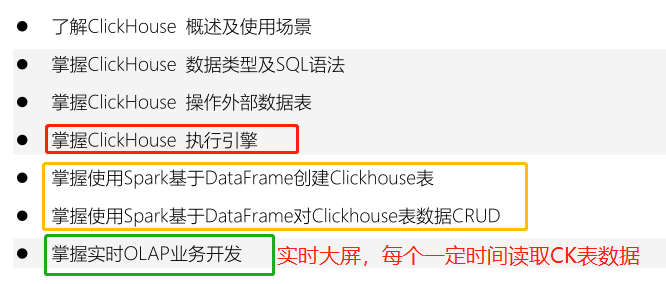 ● 了解ClickHouse 概述及使用场景
● 掌握ClickHouse 数据类型及SQL语法
● 掌握ClickHouse 操作外部数据表
● 掌握ClickHouse 执行引擎
● 掌握使用Spark基于DataFrame创建Clickhouse表
● 掌握使用Spark基于DataFrame对Clickhouse表数据CRUD
● 掌握实时OLAP业务开发 实时大屏，每个一定时间读取CK表数据